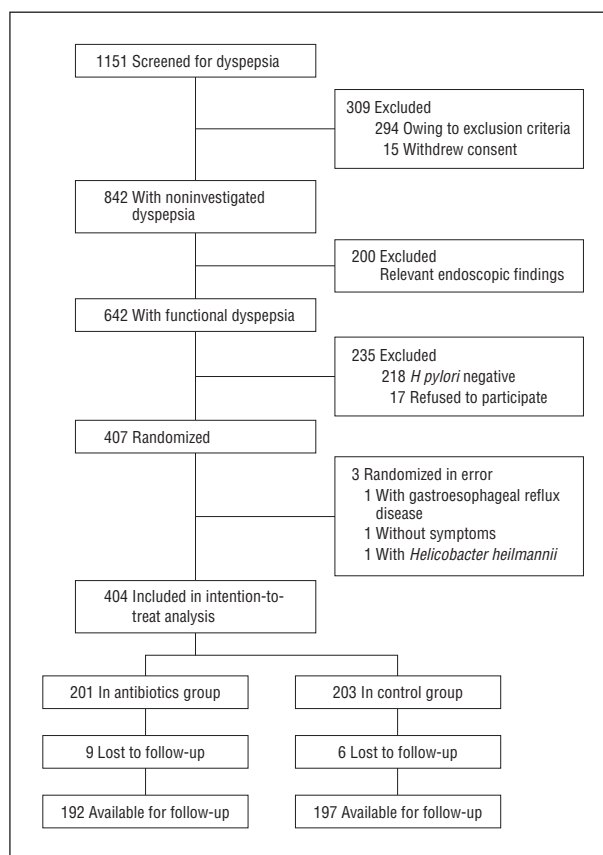 1151 Screened for dyspepsia
309 Excluded
294 Owing to exclusion criteria
15 Withdrew consent
842 With noninvestigated
dyspepsia
200 Excluded
Relevant endoscopic findings
642 With functional dyspepsia
235 Excluded
218 H pylori negative
17 Refused to participate
407 Randomized
3 Randomized in error
1 With gastroesophageal reflux
disease
1 Without symptoms
1 With Helicobacter heilmannii
404 Included in intention-to-
treat analysis
201 In antibiotics group
203 In control group
9 Lost to follow-up
6 Lost to follow-up
192 Available for follow-up
197 Available for follow-up